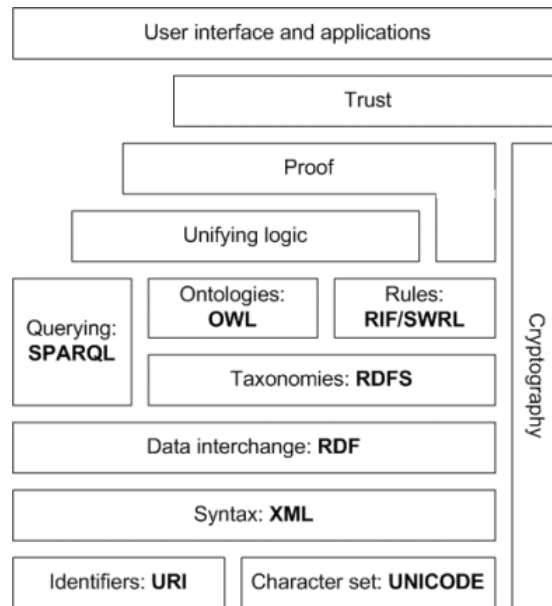 User interface and applications
Trust
Proof
Unifying logic
Querying:
SPARQL
Ontologies:
OWL
Rules:
RIF/SWRL
Taxonomies: RDFS
Data interchange: RDF
Syntax: XML
Identifiers: URI
Character set: UNICODE
Cryptography